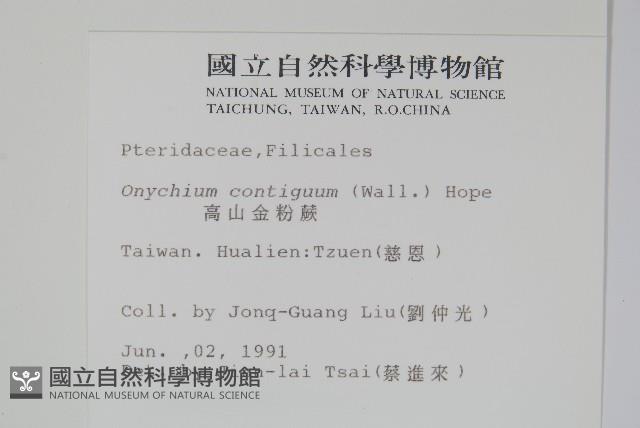 國立自然科學博物館
NATIONAL MUSEUM OF NATURAL SCIENCE
TAICHUNG, TAIWAN, R.O.CHINA
Pteridaceae,Filicales
Onychium contiguum (Wall.) Hope
高山金粉蕨
Taiwan. Hualien:Tzuen(慈恩)
Coll. by Jonq-Guang Liu(劉仲光)
Jun. ,02, 1991
-lai Tsai(蔡進來)
國立自然科學博物館
NATIONAL MUSEUM OF NATURAL SCIENCE